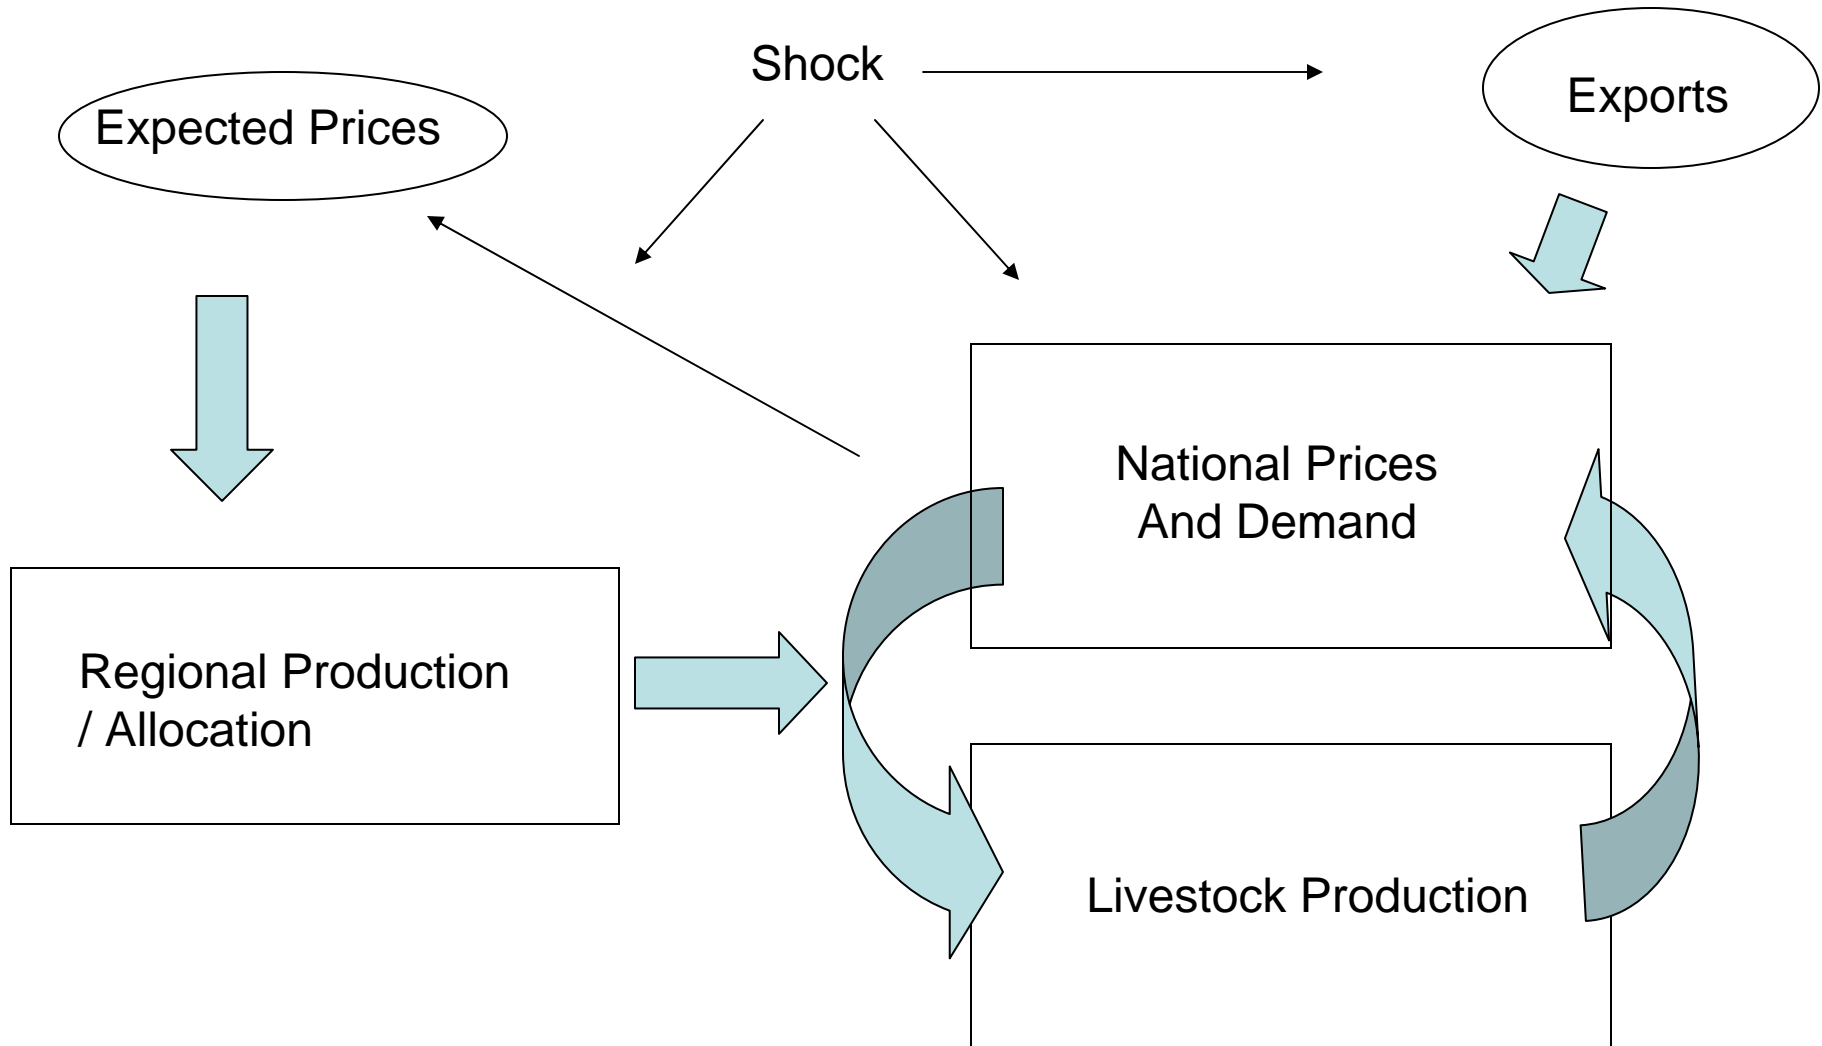 Shock
Exports
Expected Prices
National Prices
And Demand
Regional Production
/ Allocation
Livestock Production